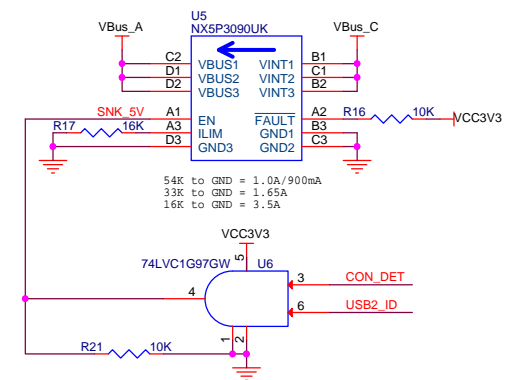 U5
NX5P3090UK
VBus_A
VBus_C
C2 VBUS1 VINT1 B1
D1 VBUS2 VINT2 C1
D2 VBUS3 VINT3 B2
SNK_5V A1 EN FAULT A2 R16 10K VCC3V3
R17 16K A3 ILIM GND1 B3
D3 GND3 GND2 C3
54K to GND = 1.0A/900mA
33K to GND = 1.65A
16K to GND = 3.5A
VCC3V3
74LVC1G97GW 5 U6
3 CON_DET
4
6 USB2_ID
1 2
R21 10K